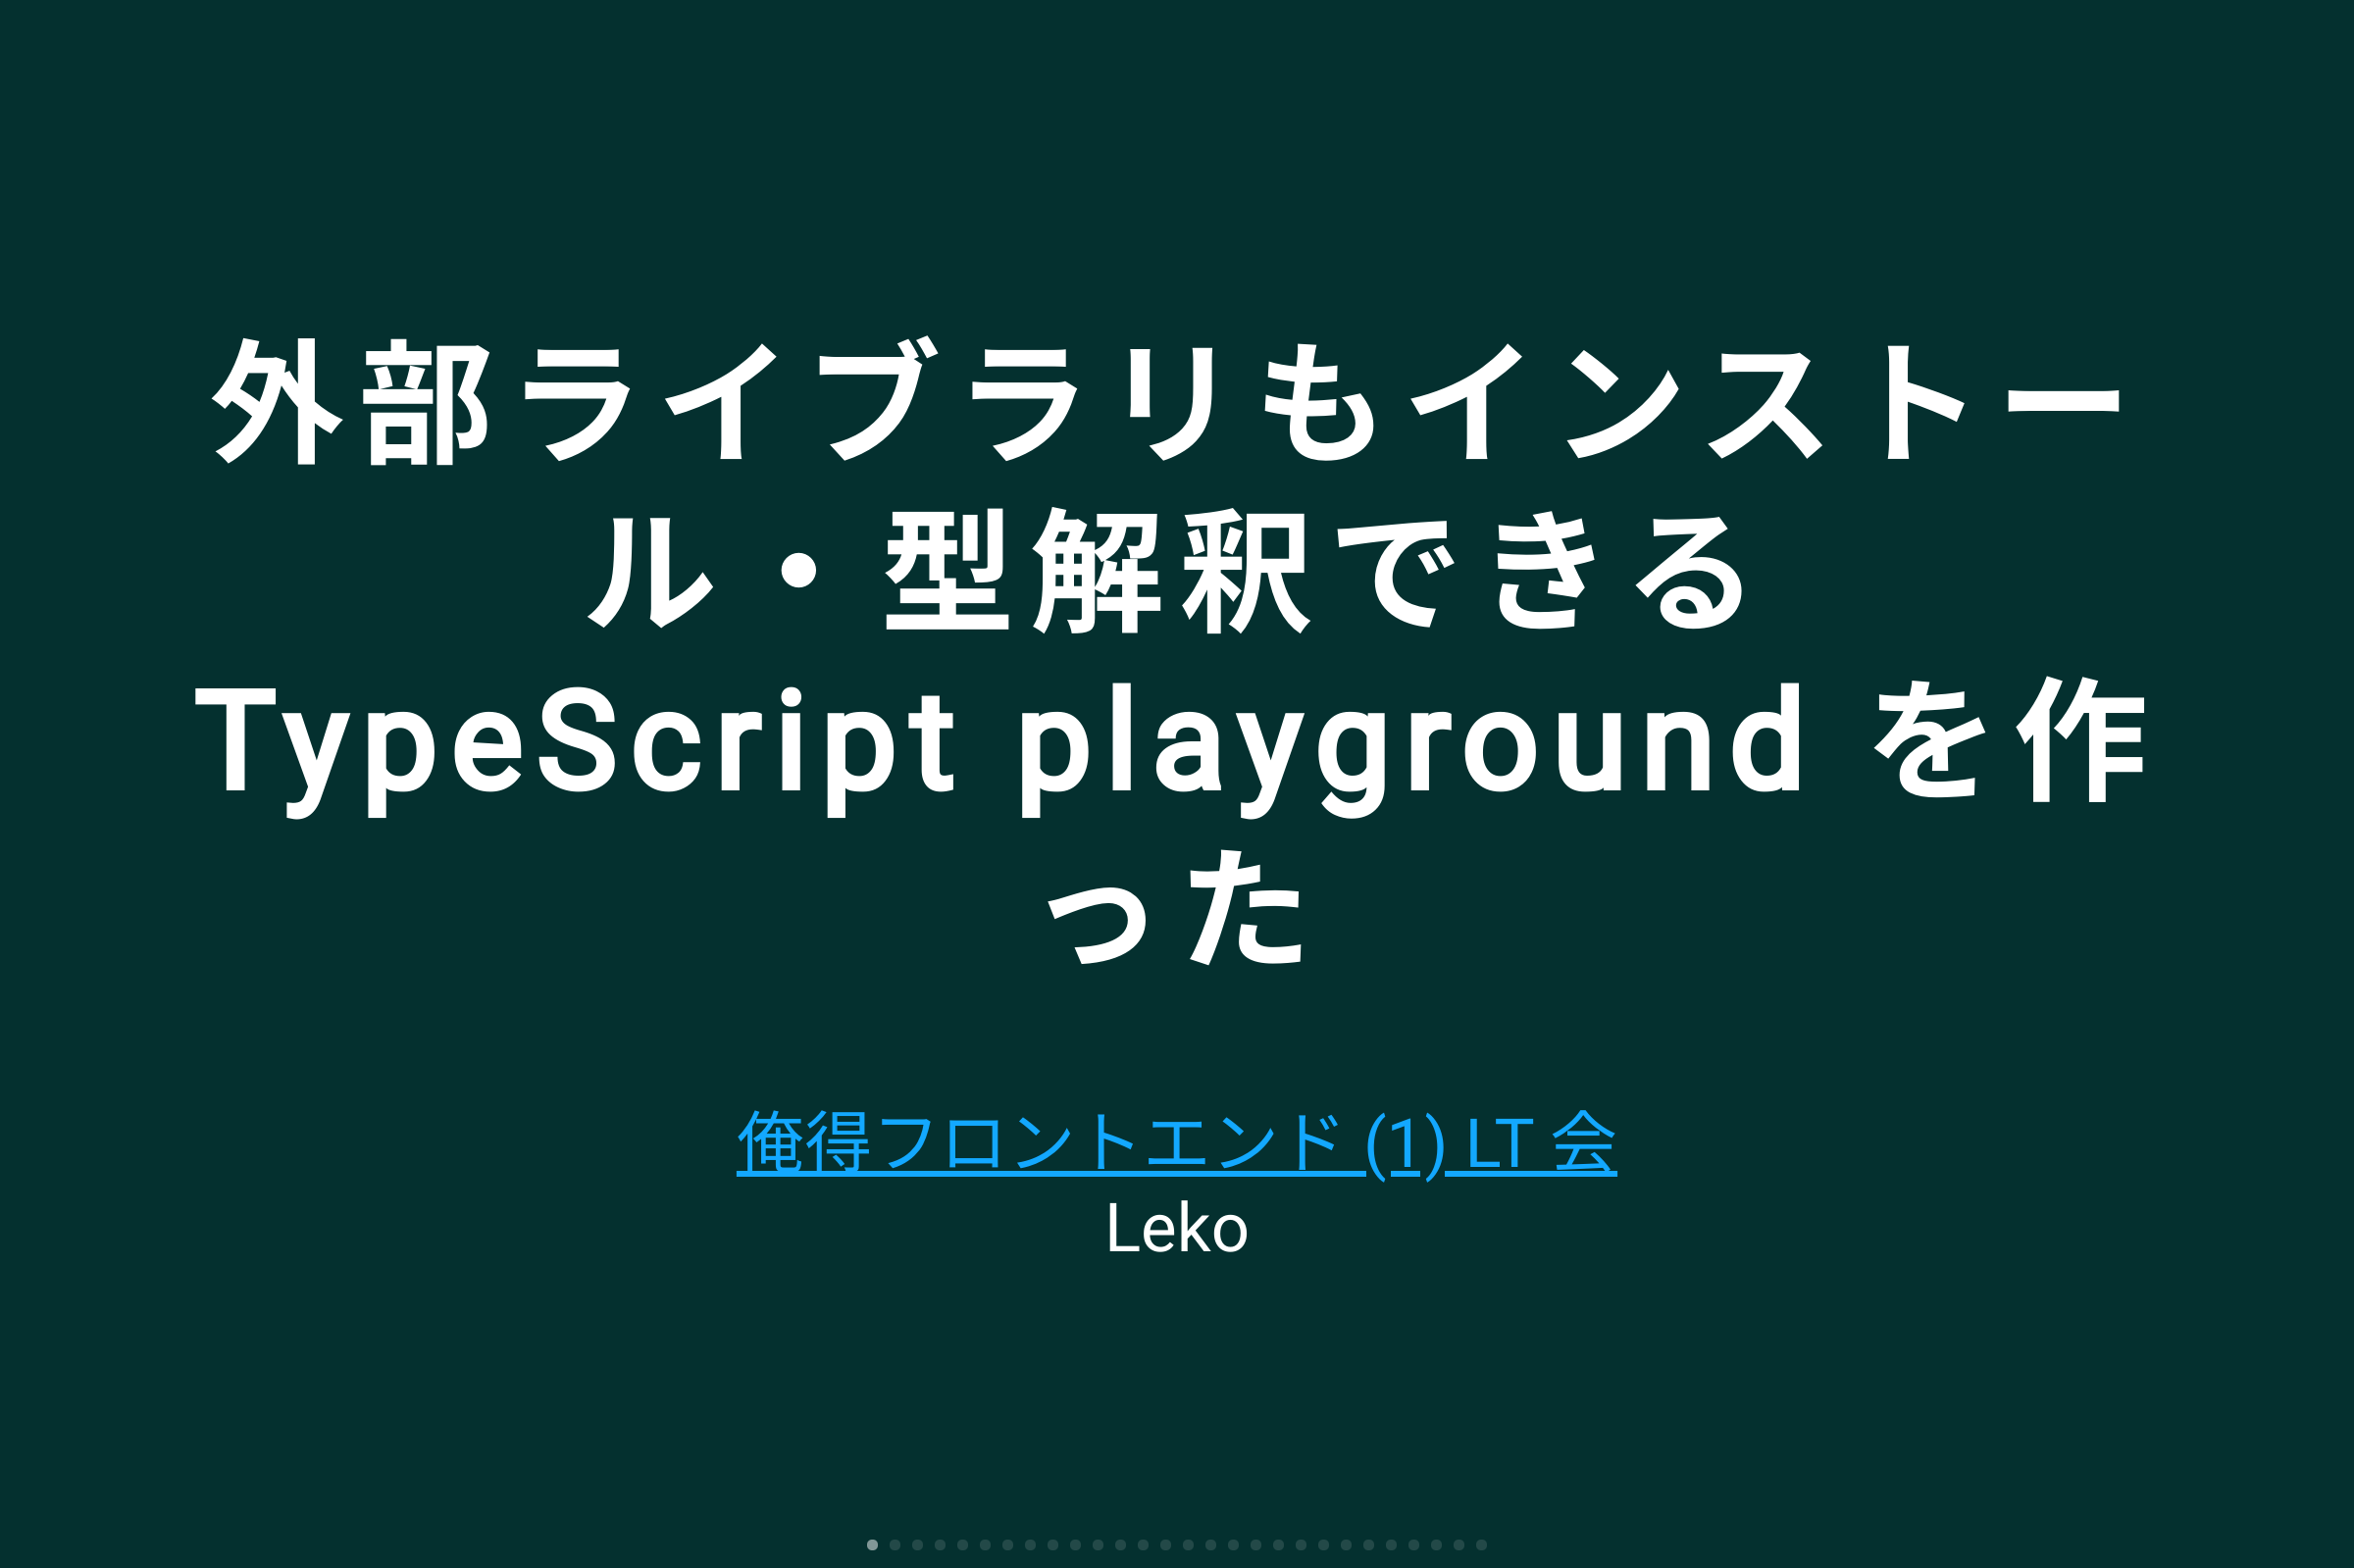 外部ライブラリもインストー
ル・型解釈できる
TypeScript playground を作
った
俺得フロントエンド(1) LT 会
Leko